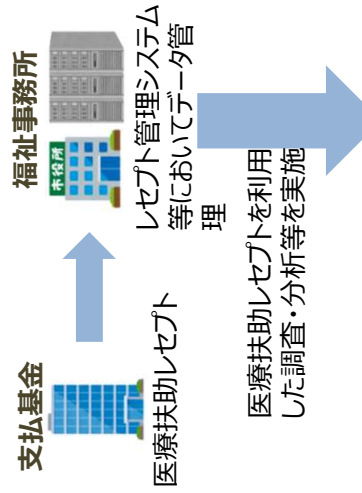 支払基金
医療扶助レセプト
福祉事務所
市役所
レセプト管理システム
等においてデータ管
理
医療扶助レセプトを利用
した調査・分析等を実施